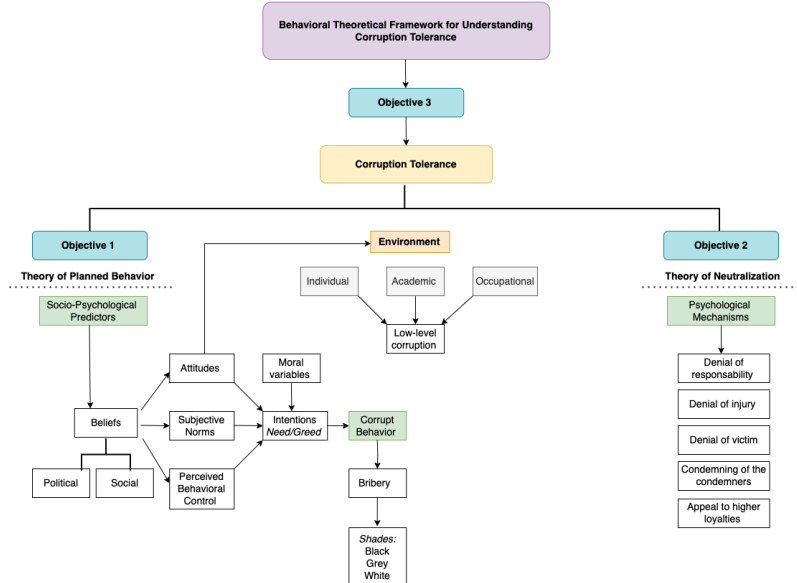 Behavioral Theoretical Framework for Understanding
Corruption Tolerance
Objective 3
Corruption Tolerance
Objective 1
Environment
Objective 2
Theory of Planned Behavior
Theory of Neutralization
Individual
Academic
Occupational
Socio-Psychological
Predictors
Psychological
Mechanisms
Low-level
corruption
Attitudes
Moral
variables
Denial of
responsability
Denial of injury
Beliefs
Subjective
Norms
Intentions
Need/Greed
Corrupt
Behavior
Denial of victim
Political
Social
Perceived
Behavioral
Control
Bribery
Condemning of the
condemners
Appeal to higher
loyalties
Shades:
Black
Grey
White